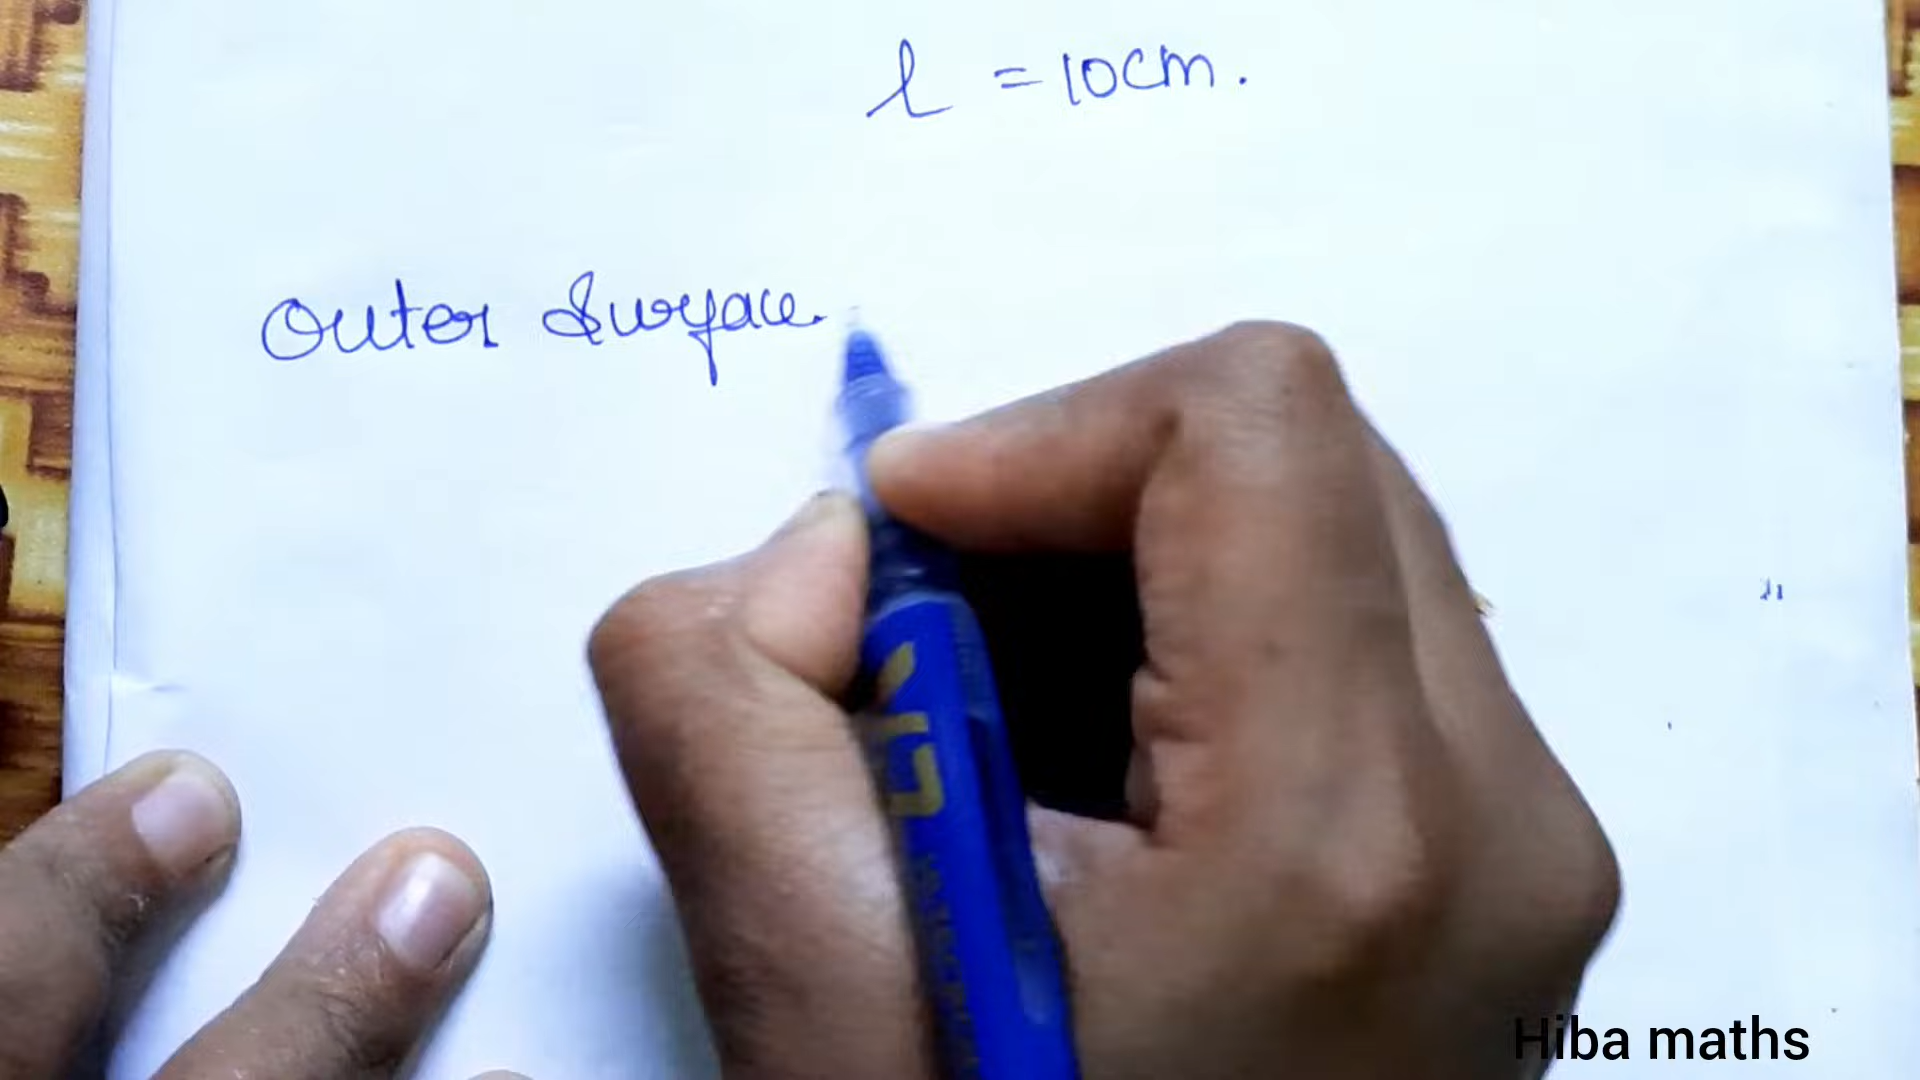 l = 10cm.
Outer Surface
Hiba maths